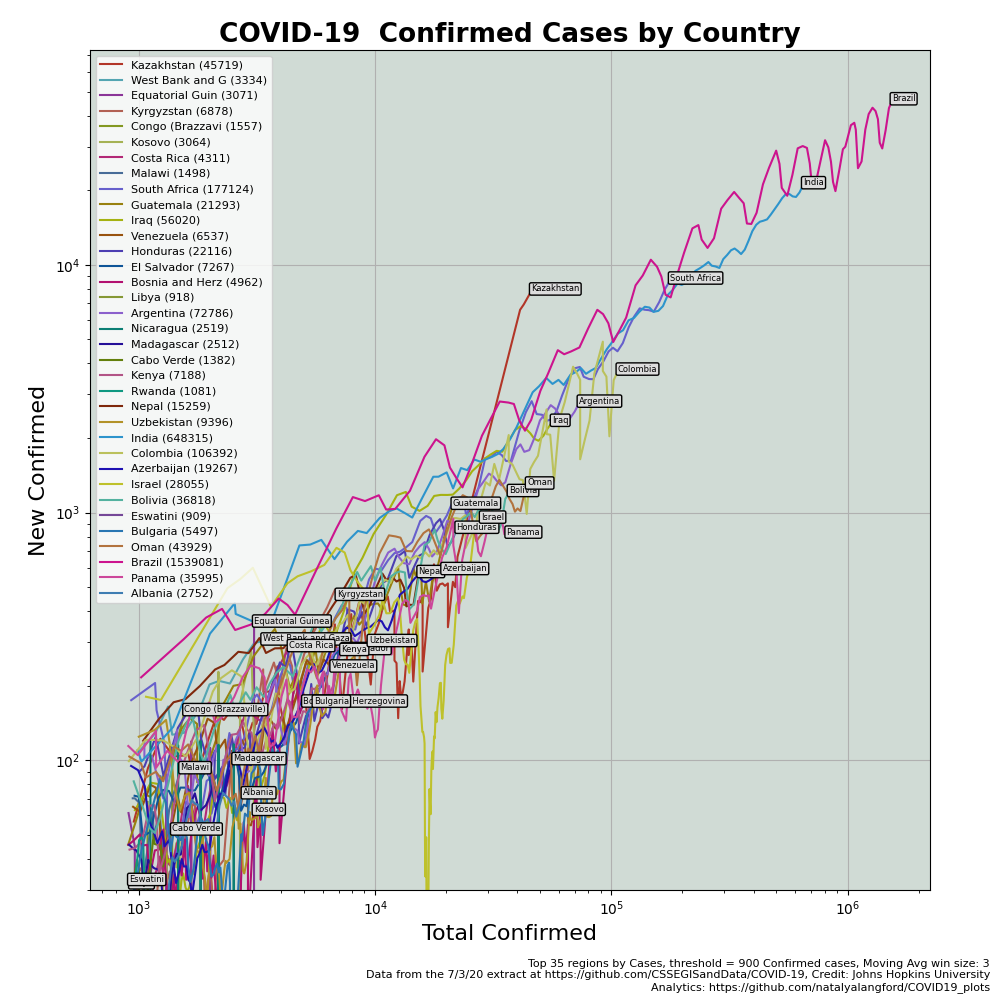 COVID-19  Confirmed Cases by Country
Kazakhstan (45719)
West Bank and G (3334)
Equatorial Guin (3071)
Kyrgyzstan (6878)
Congo (Brazzavi (1557)
Kosovo (3064)
Costa Rica (4311)
Malawi (1498)
South Africa (177124)
Guatemala (21293)
Iraq (56020)
Venezuela (6537)
Honduras (22116)
El Salvador (7267)
Bosnia and Herz (4962)
Libya (918)
Argentina (72786)
Nicaragua (2519)
Madagascar (2512)
Cabo Verde (1382)
Kenya (7188)
Rwanda (1081)
Nepal (15259)
Uzbekistan (9396)
India (648315)
Colombia (106392)
Azerbaijan (19267)
Israel (28055)
Bolivia (36818)
Eswatini (909)
Bulgaria (5497)
Oman (43929)
Brazil (1539081)
Panama (35995)
Albania (2752)
Brazil
India
South Africa
Kazakhstan
Colombia
Argentina
Iraq
Oman
Bolivia
Guatemala
Israel
Honduras
Panama
Nepal
Azerbaijan
Kyrgyzstan
Equatorial Guinea
West Bank and Gaza
Costa Rica
Uzbekistan
Kenya
Venezuela
Bulgaria
Herzegovina
Congo (Brazzaville)
Madagascar
Malawi
Albania
Kosovo
Cabo Verde
Eswatini
10⁴
10³
10²
New Confirmed
10³ 10⁴ 10⁵ 10⁶
Total Confirmed
Top 35 regions by Cases, threshold = 900 Confirmed cases, Moving Avg win size: 3
Data from the 7/3/20 extract at https://github.com/CSSEGISandData/COVID-19, Credit: Johns Hopkins University
Analytics: https://github.com/natalyalangford/COVID19_plots